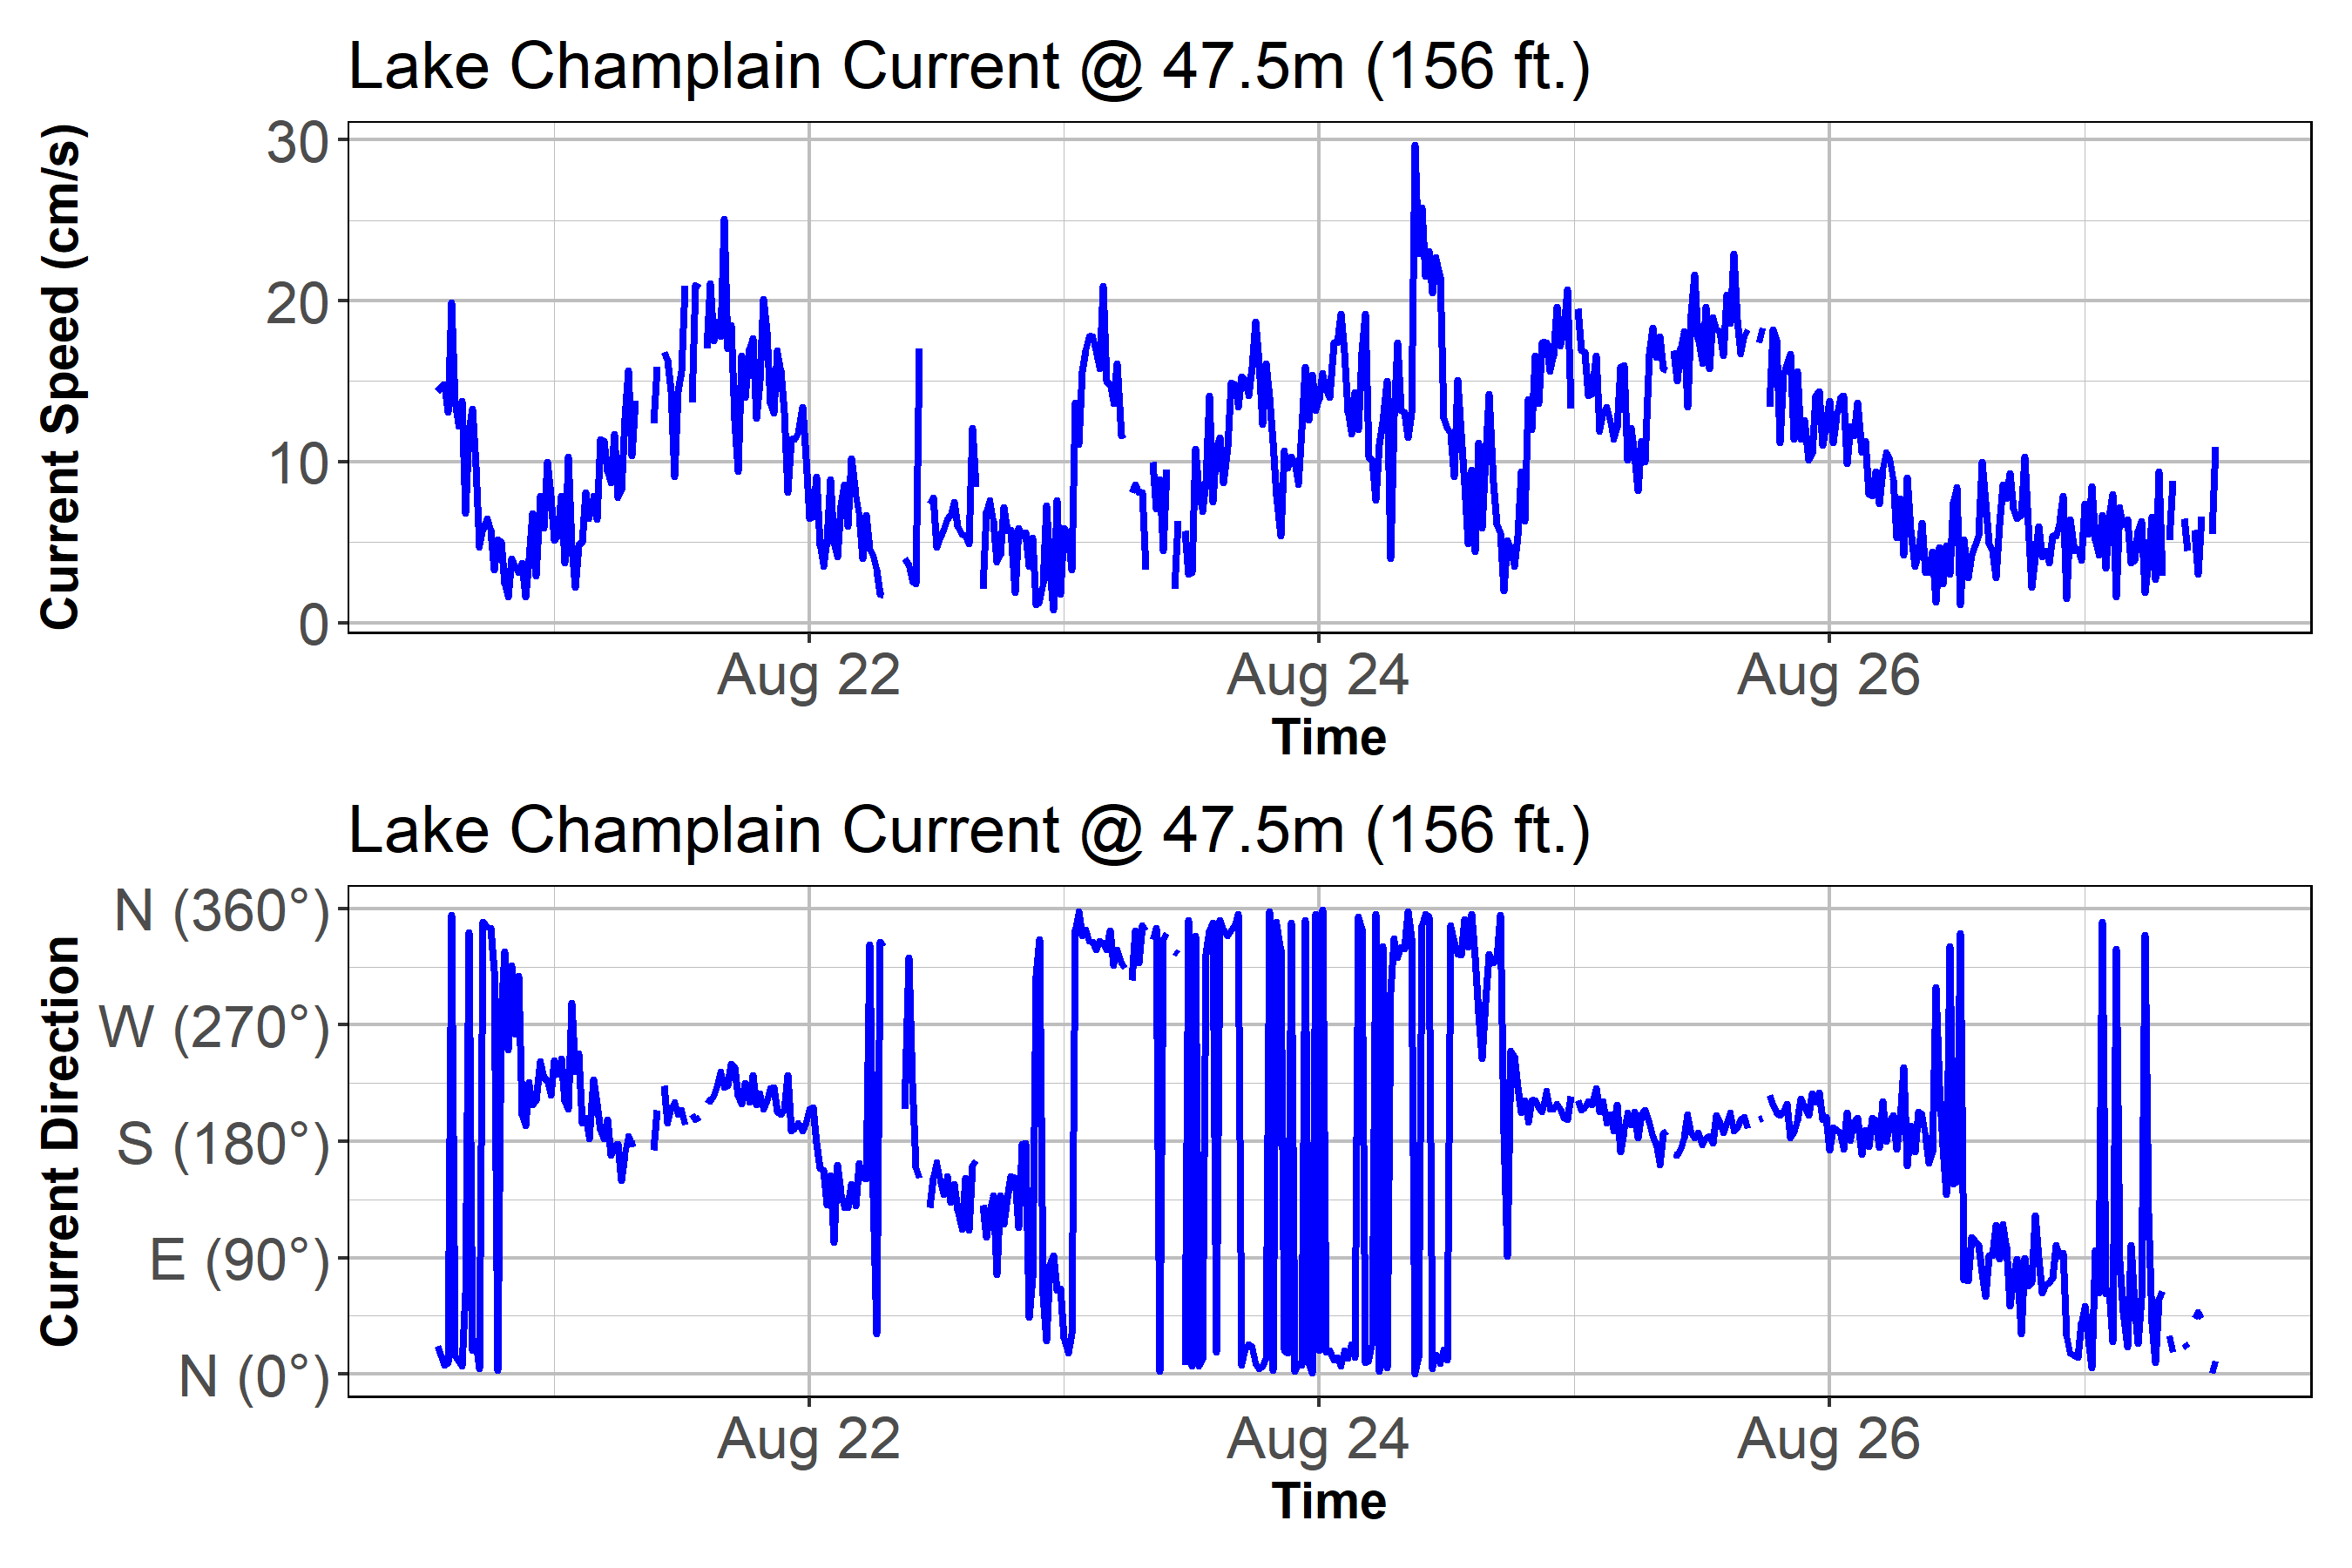 Lake Champlain Current @ 47.5m (156 ft.)
Current Speed (cm/s)
30
20
10
0
Aug 22 Aug 24 Aug 26
Time
Lake Champlain Current @ 47.5m (156 ft.)
Current Direction
N (360°)
W (270°)
S (180°)
E (90°)
N (0°)
Aug 22 Aug 24 Aug 26
Time